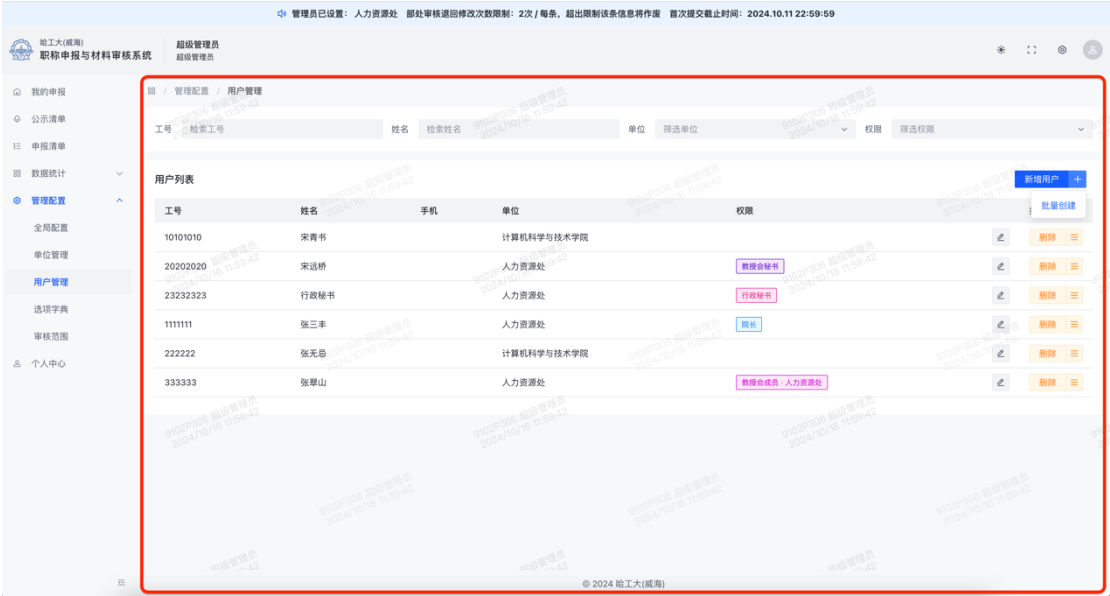 管理员已设置： 人力资源处 部处审核退回修改次数限制：2次 / 每条，超出限制该条信息将作废 首次提交截止时间：2024.10.11 22:59:59
哈工大(威海)
职称申报与材料审核系统
超级管理员
超级管理员
我的申报
公示清单
申报清单
数据统计
管理配置
全局配置
单位管理
用户管理
选项字典
审核范围
个人中心
/ 管理配置 / 用户管理
工号 检索工号 姓名 检索姓名 单位 筛选单位 权限 筛选权限
用户列表 新增用户 +
批量创建
工号 姓名 手机 单位 权限
10101010 宋青书 计算机科学与技术学院 删除
20202020 宋远桥 人力资源处 教授会秘书 删除
23232323 行政秘书 人力资源处 行政秘书 删除
1111111 张三丰 人力资源处 院长 删除
222222 张无忌 计算机科学与技术学院 删除
333333 张翠山 人力资源处 教授会成员 · 人力资源处 删除
9102P306 超级管理员
2024/10/16 11:59:42
© 2024 哈工大(威海)